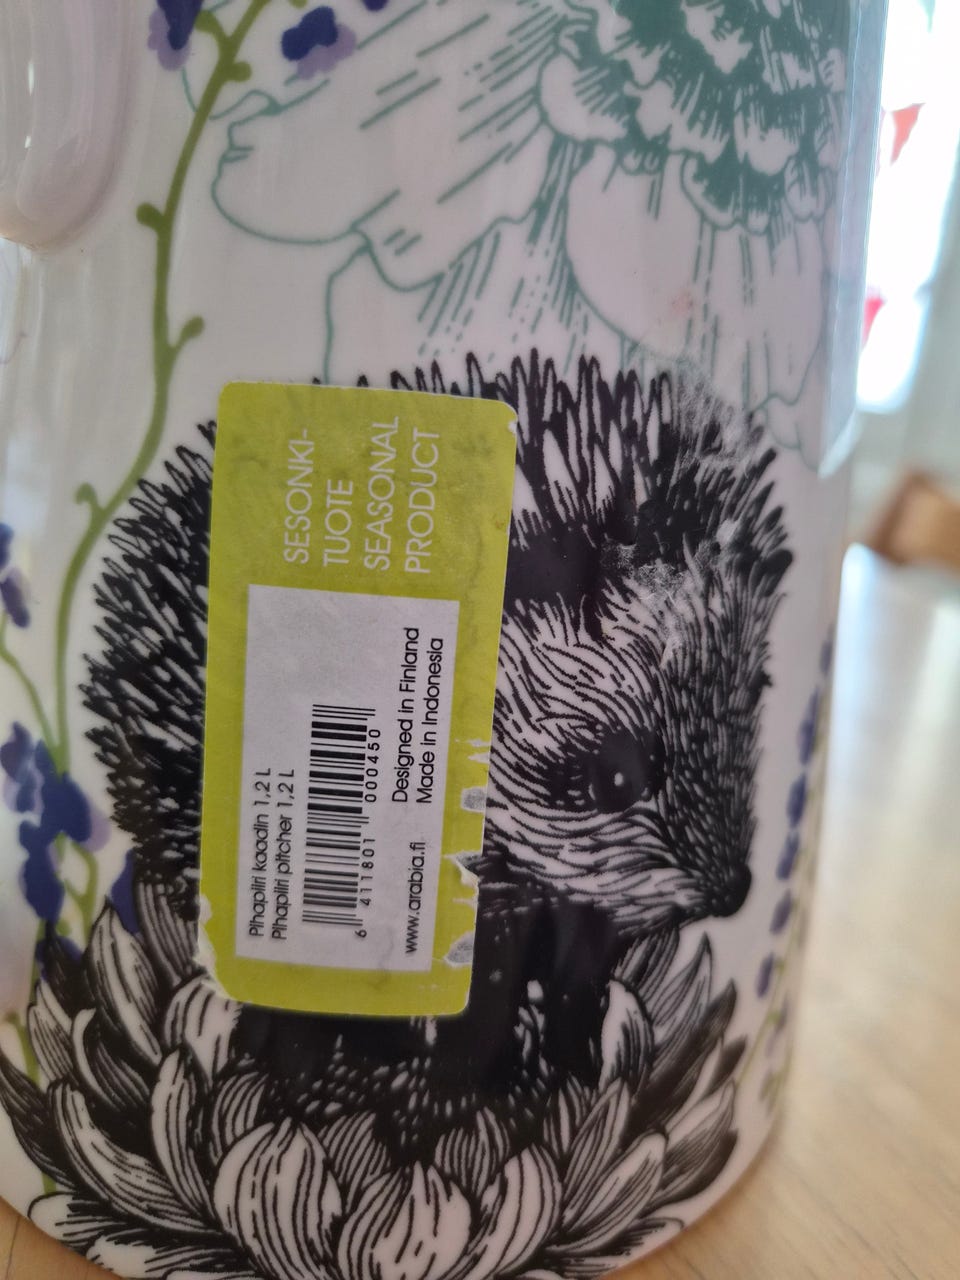 SESONKI-
TUOTE
SEASONAL
PRODUCT
Pihapiiri kaadin 1,2 L
Pihapiiri pitcher 1,2 L
6 411801 000450
Designed in Finland
Made in Indonesia
www.arabia.fi